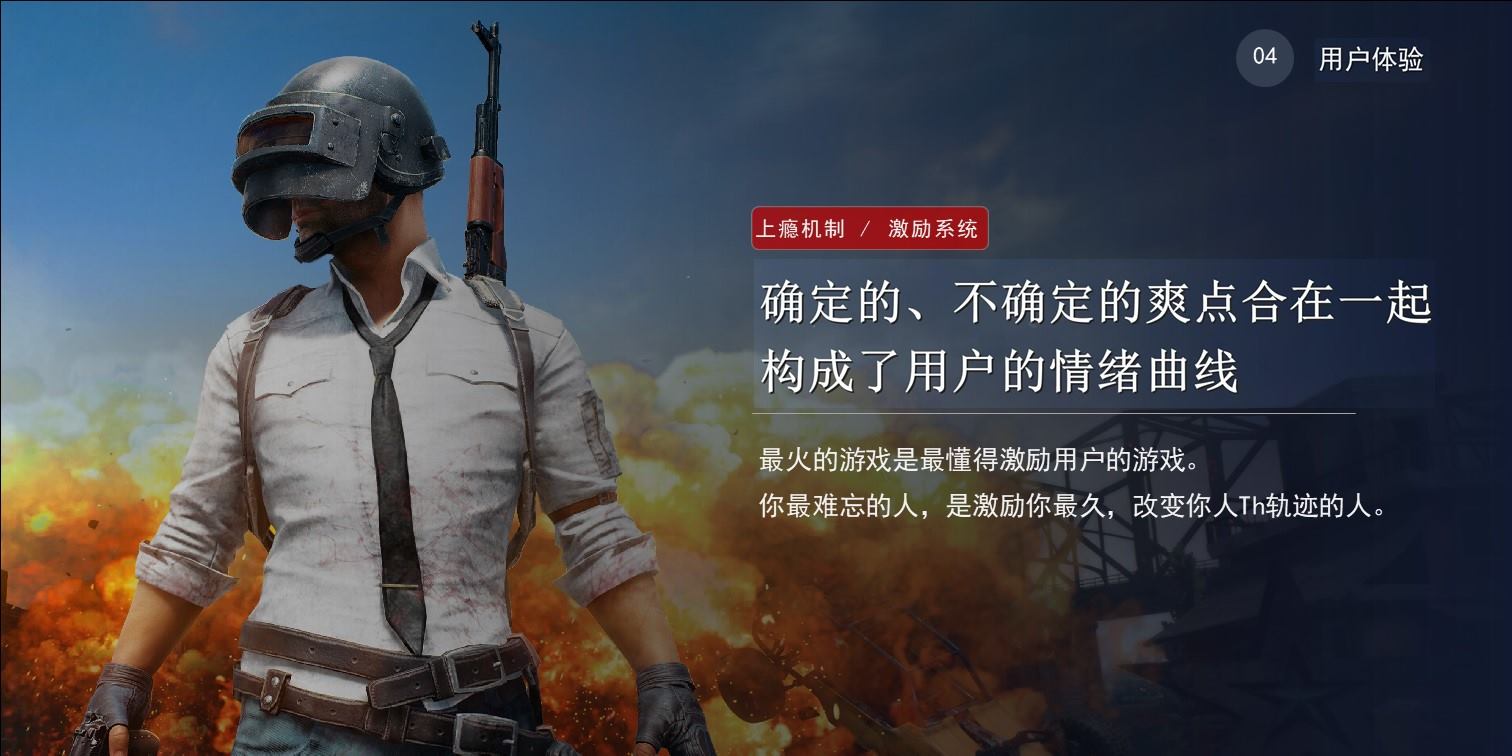 04 用户体验
上瘾机制 / 激励系统
确定的、不确定的爽点合在一起
构成了用户的情绪曲线
最火的游戏是最懂得激励用户的游戏。
你最难忘的人，是激励你最久，改变你人Th轨迹的人。